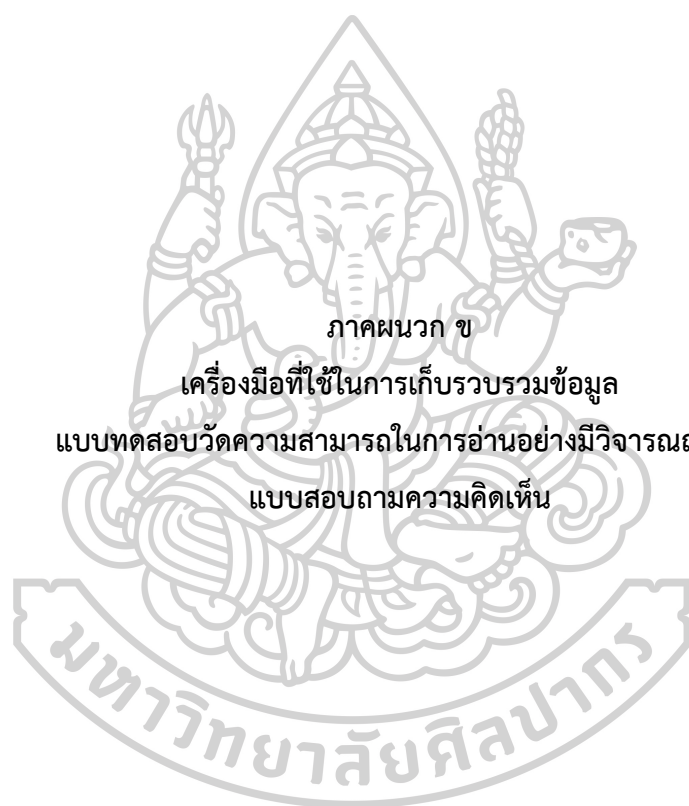 ภาคผนวก ข
เครื่องมือที่ใช้ในการเก็บรวบรวมข้อมูล
แบบทดสอบวัดความสามารถในการอ่านอย่างมี
แบบสอบถามความคิดเห็น
มหาวิทยาลัยศิลปากร